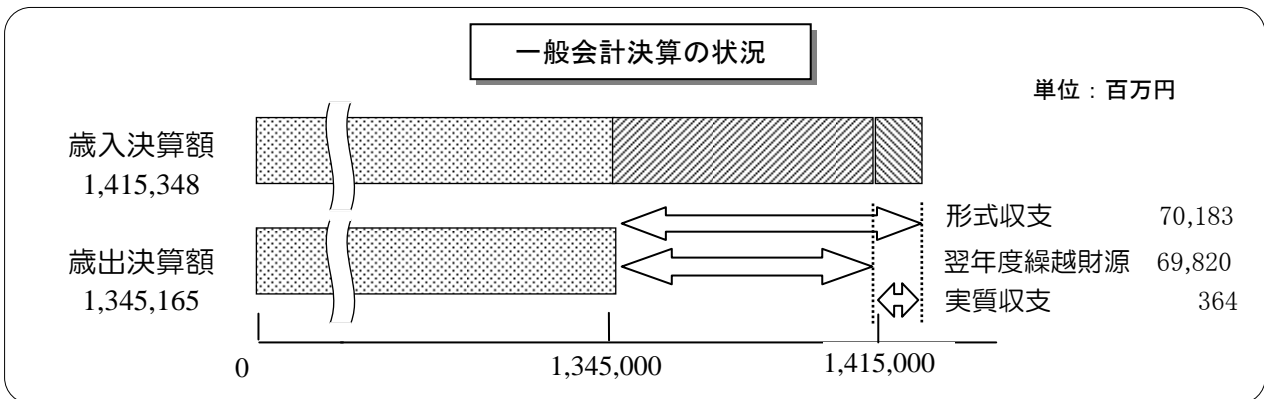 一般会計決算の状況
単位：百万円
歳入決算額
1,415,348
形式収支 70,183
歳出決算額
1,345,165
翌年度繰越財源 69,820
実質収支 364
0
1,345,000
1,415,000